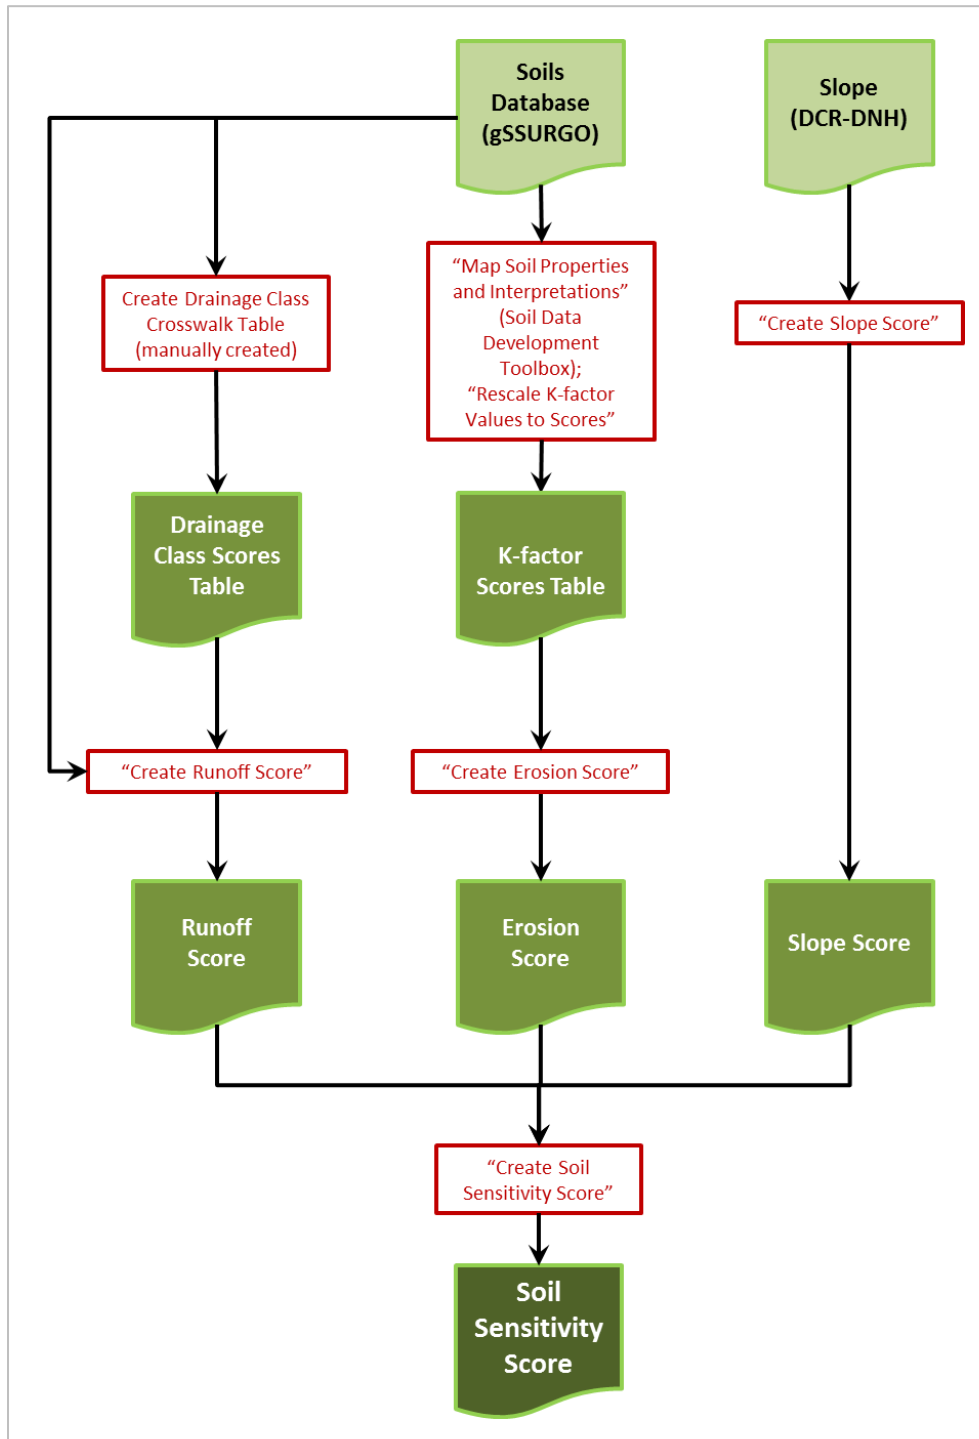 Soils
Database
(gSSURGO)
Slope
(DCR-DNH)
Create Drainage Class
Crosswalk Table
(manually created)
“Map Soil Properties
and Interpretations”
(Soil Data
Development
Toolbox);
“Rescale K-factor
Values to Scores”
“Create Slope Score”
Drainage
Class Scores
Table
K-factor
Scores Table
“Create Runoff Score”
“Create Erosion Score”
Runoff
Score
Erosion
Score
Slope Score
“Create Soil
Sensitivity Score”
Soil
Sensitivity
Score